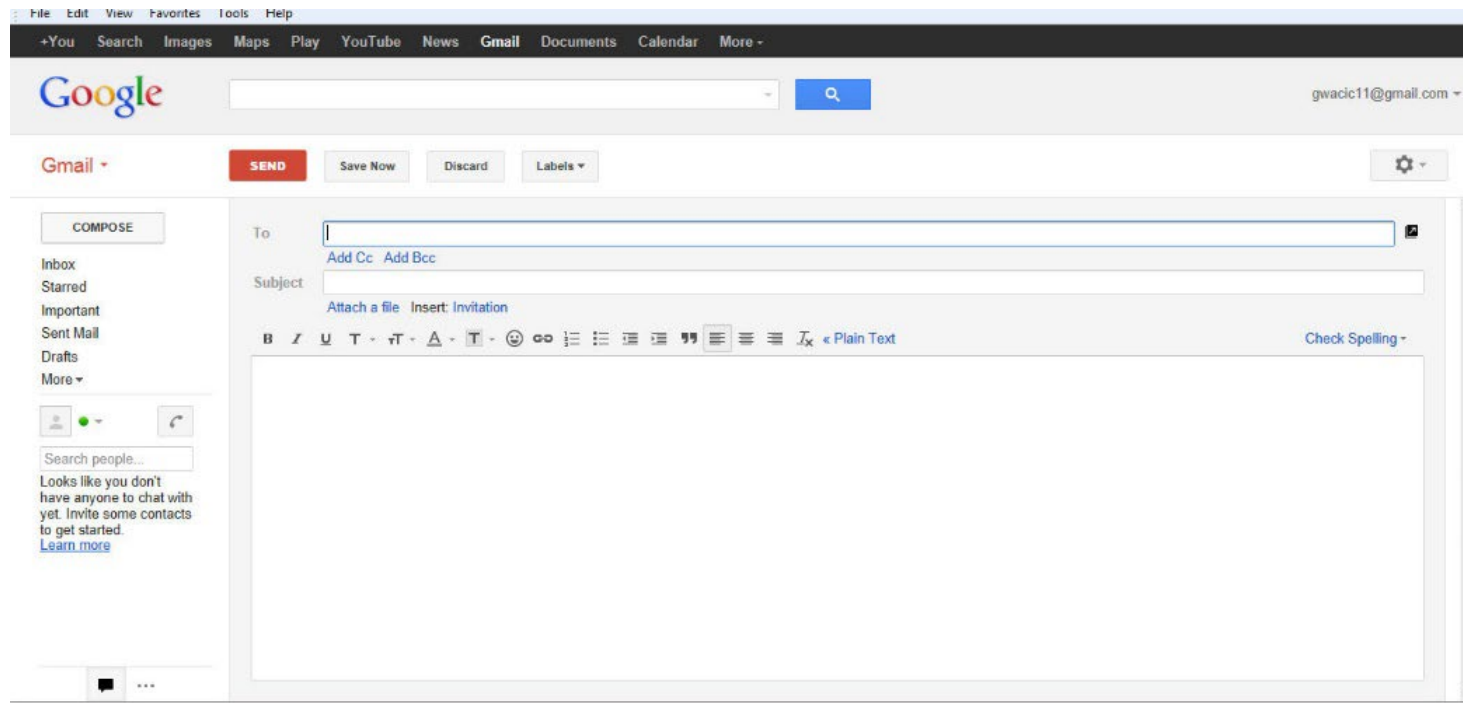 File Edit View Favorites Tools Help
+You Search Images Maps Play YouTube News Gmail Documents Calendar More
Google
gwacic11@gmail.com
Gmail
SEND Save Now Discard Labels
COMPOSE
Inbox
Starred
Important
Sent Mail
Drafts
More
Search people...
Looks like you don't
have anyone to chat with
yet. Invite some contacts
to get started.
Learn more
To
Add Cc Add Bcc
Subject
Attach a file Insert: Invitation
B I U T T A T « Plain Text Check Spelling